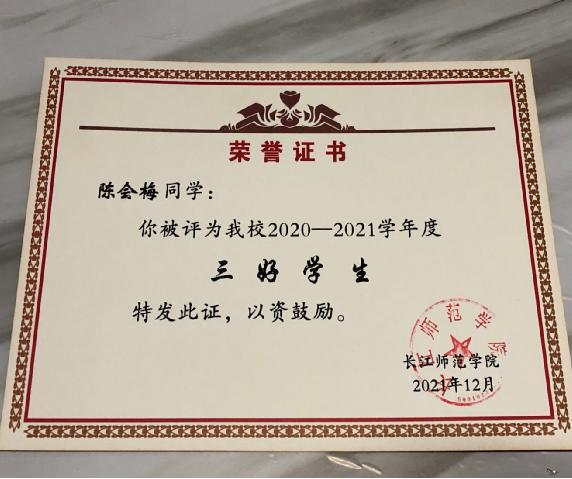 荣誉证书
陈会梅同学：
你被评为我校2020—2021学年度
三好学生
特发此证，以资鼓励。
长江师范学院
2021年12月